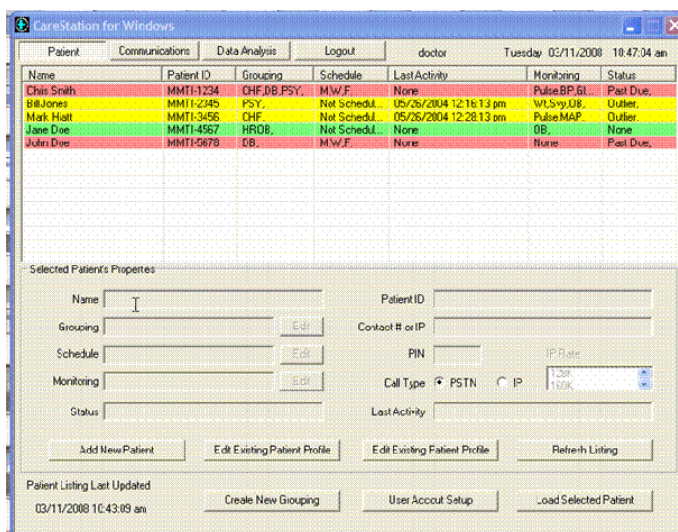 CareStation for Windows
Patient Communications Data Analysis Logout doctor Tuesday 03/11/2008 10:47:04 am
Name Patient ID Grouping Schedule Last Activity Monitoring Status
Chris Smith MMTI-1234 CHF,DB,PSY, M,W,F, None Pulse,BP,Gl... Past Due,
Bill Jones MMTI-2345 PSY, Not Schedul... 05/26/2004 12:16:13 pm Wt,Svy,OB, Outlier,
Mark Hiatt MMTI-3456 CHF, Not Schedul... 05/26/2004 12:28:13 pm Pulse,MAP,.. Outlier,
Jane Doe MMTI-4567 HROB, Not Schedul... None OB, None
John Doe MMTI-5678 DB, M,W,F, None None Past Due,
Selected Patient's Properties
Name Patient ID
Grouping Edit Contact # or IP
Schedule Edit PIN IP Rate
Monitoring Edit Call Type PSTN IP 128K
160K
Status Last Activity
Add New Patient Edit Existing Patient Profile Edit Existing Patient Profile Refresh Listing
Patient Listing Last Updated
03/11/2008 10:43:09 am Create New Grouping User Accout Setup Load Selected Patient